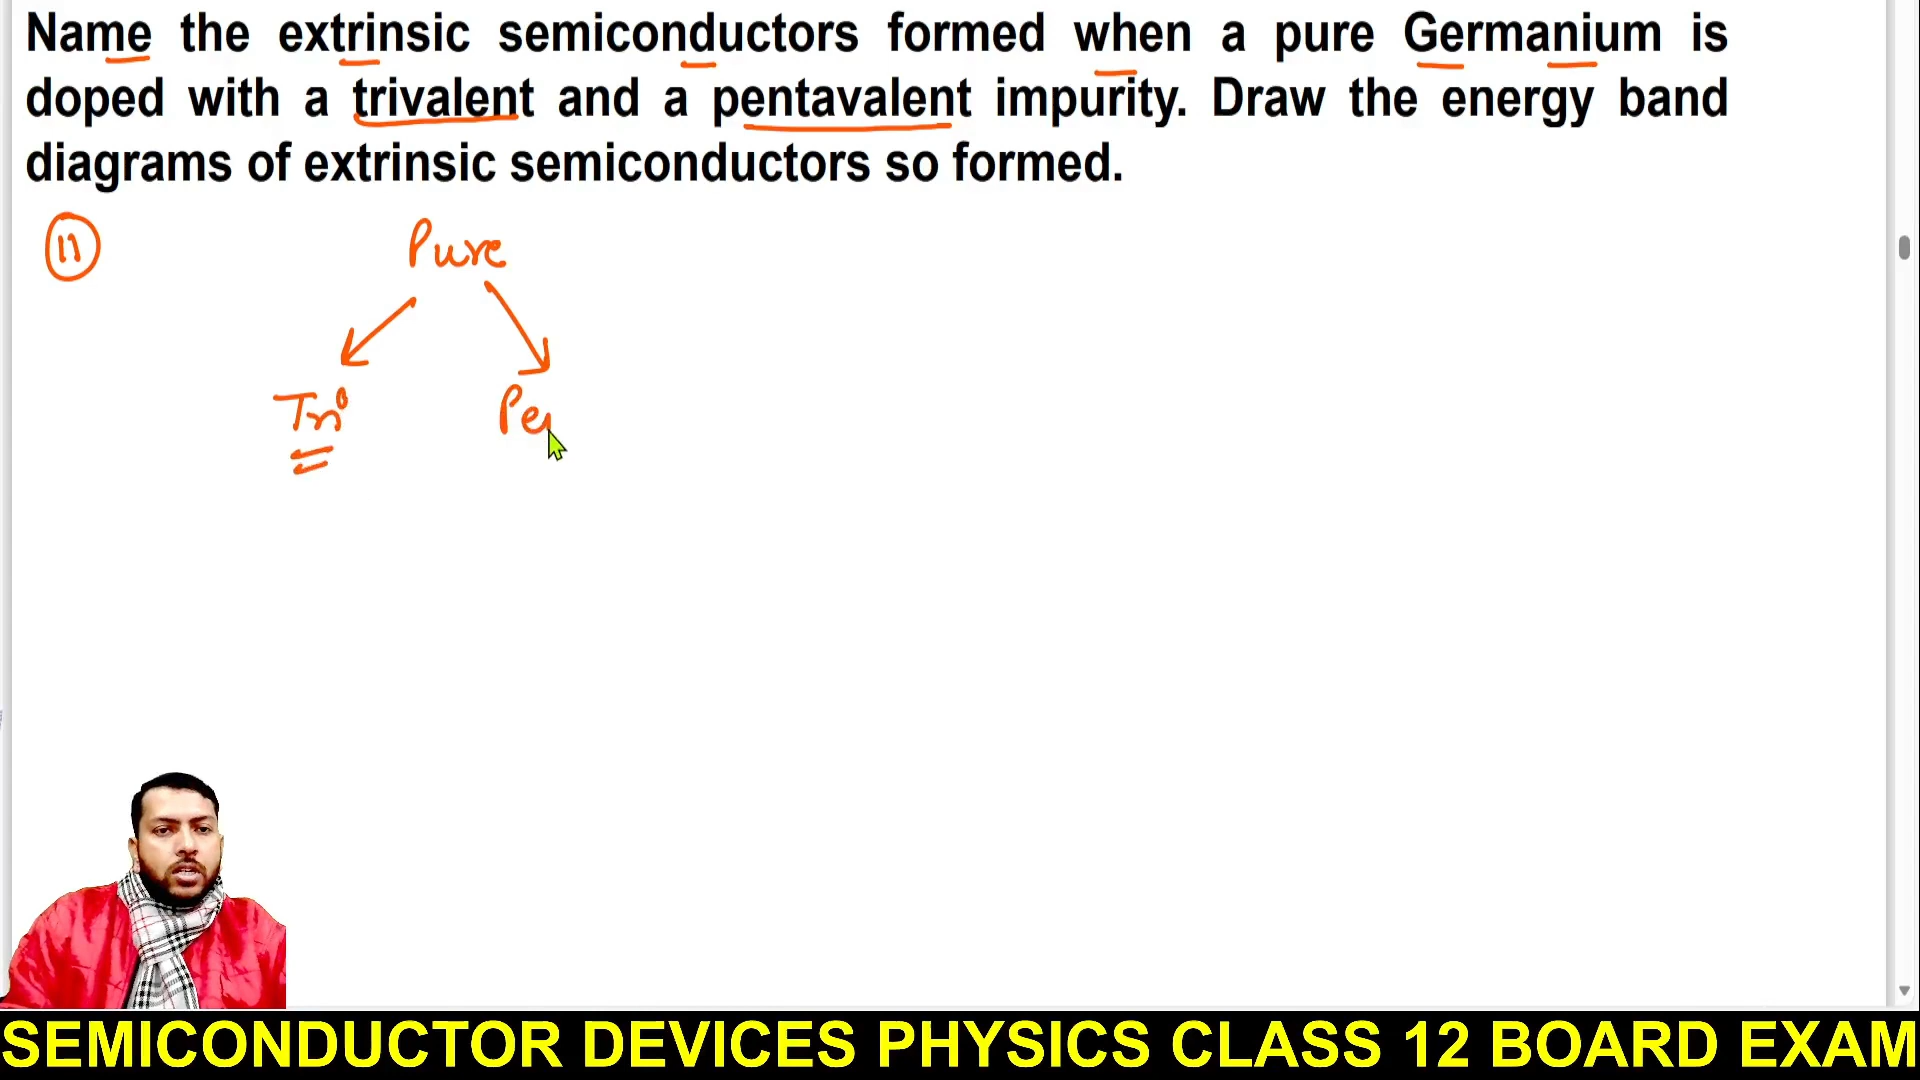 Name the extrinsic semiconductors formed when a pure Germanium is
doped with a trivalent and a pentavalent impurity. Draw the energy band
diagrams of extrinsic semiconductors so formed.
11
Pure
Tri
Pen
SEMICONDUCTOR DEVICES PHYSICS CLASS 12 BOARD EXAM